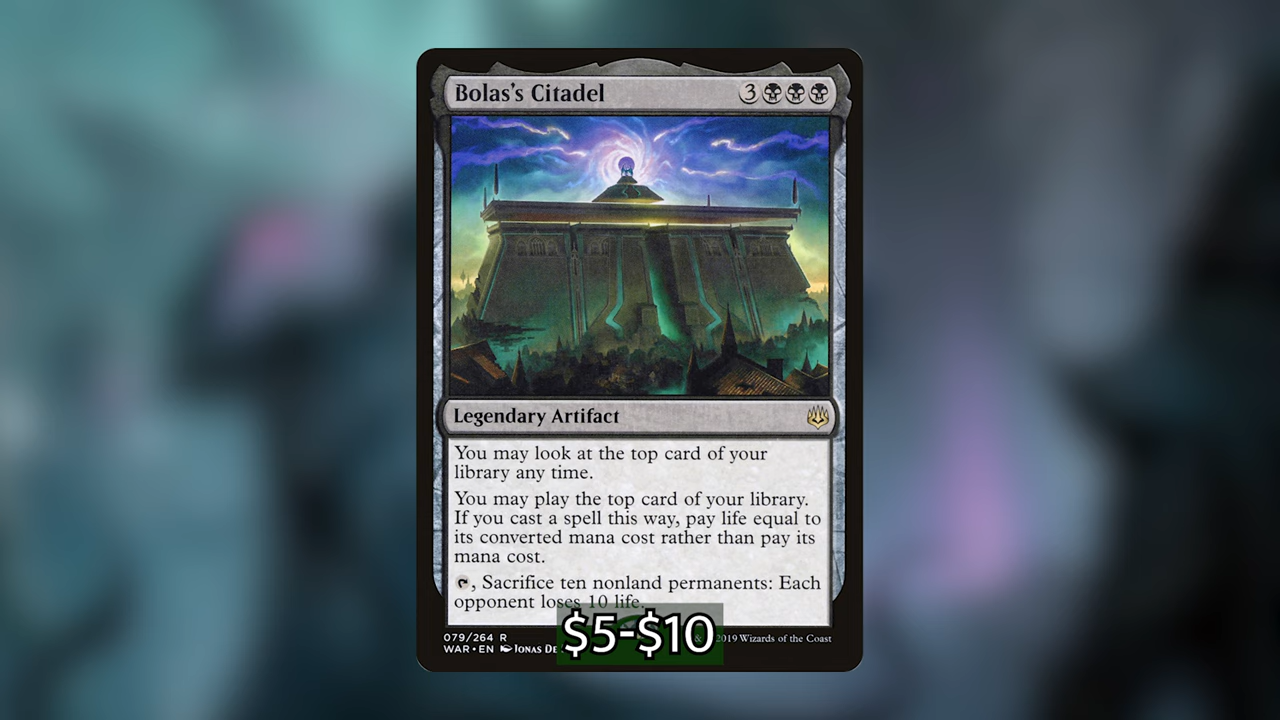 Bolas's Citadel 3
Legendary Artifact
You may look at the top card of your
library any time.
You may play the top card of your library.
If you cast a spell this way, pay life equal to
its converted mana cost rather than pay its
mana cost.
, Sacrifice ten nonland permanents: Each
opponent loses 10 life.
$5-$10
079/264 R
2019 Wizards of the Coast
WAR • EN JONAS DE